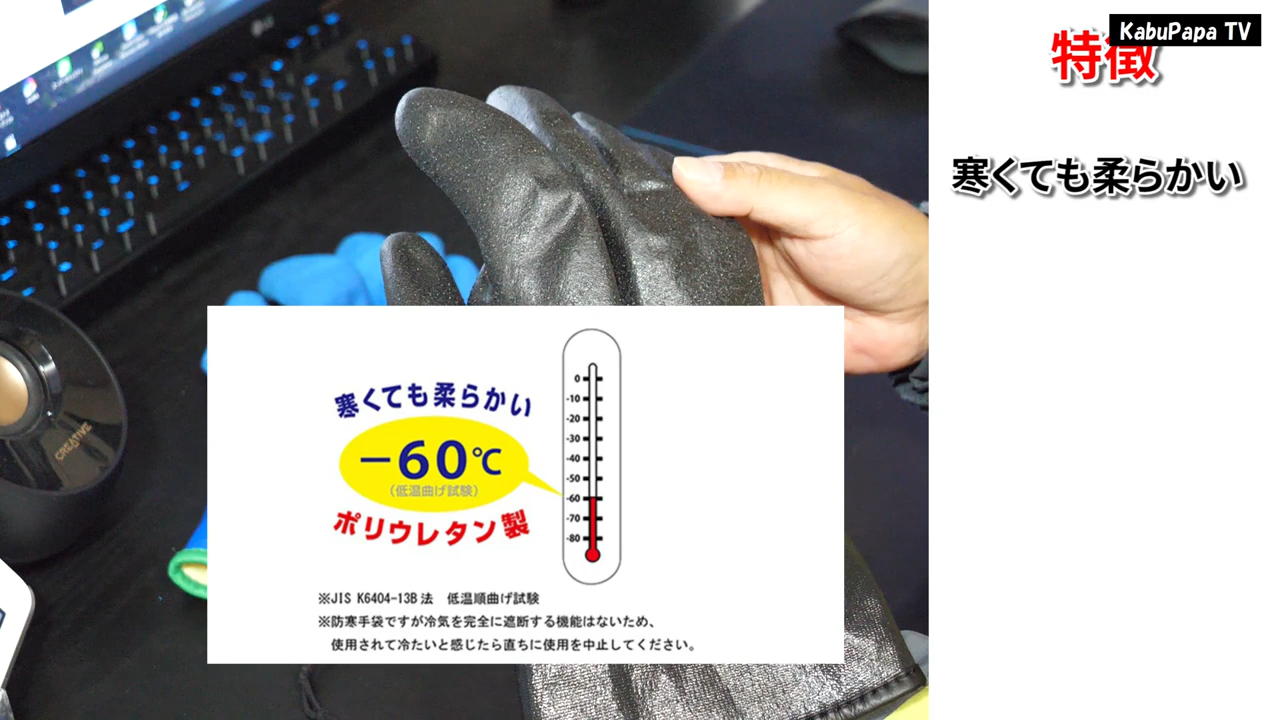 KabuPapa TV
特徴
寒くても柔らかい
寒くても柔らかい
−60℃
(低温曲げ試験)
ポリウレタン製
0
-10
-20
-30
-40
-50
-60
-70
-80
※JIS K6404-13B法 低温順曲げ試験
※防寒手袋ですが冷気を完全に遮断する機能はないため、
使用されて冷たいと感じたら直ちに使用を中止してください。
CREATIVE
LG